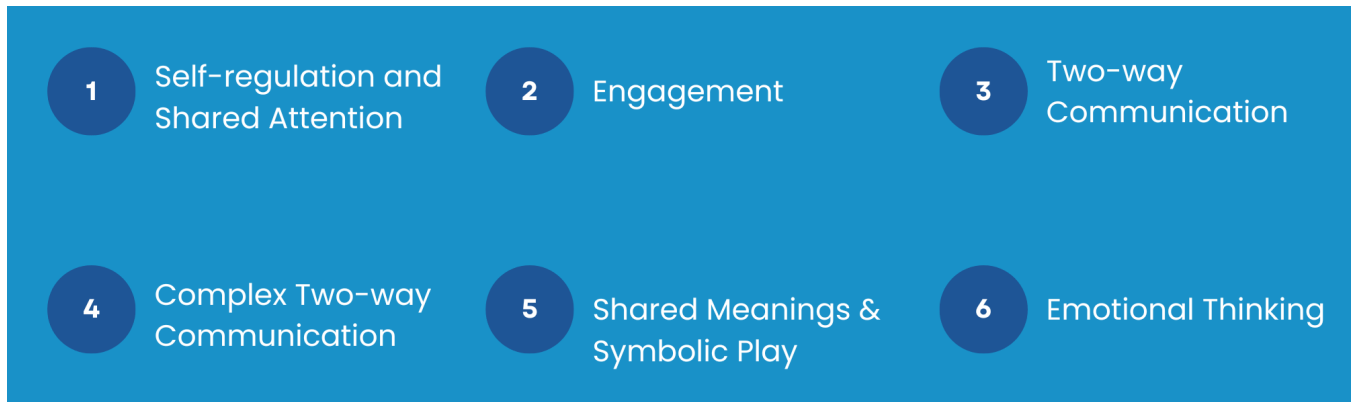 1
Self-regulation and
Shared Attention
2
Engagement
3
Two-way
Communication
4
Complex Two-way
Communication
5
Shared Meanings &
Symbolic Play
6
Emotional Thinking